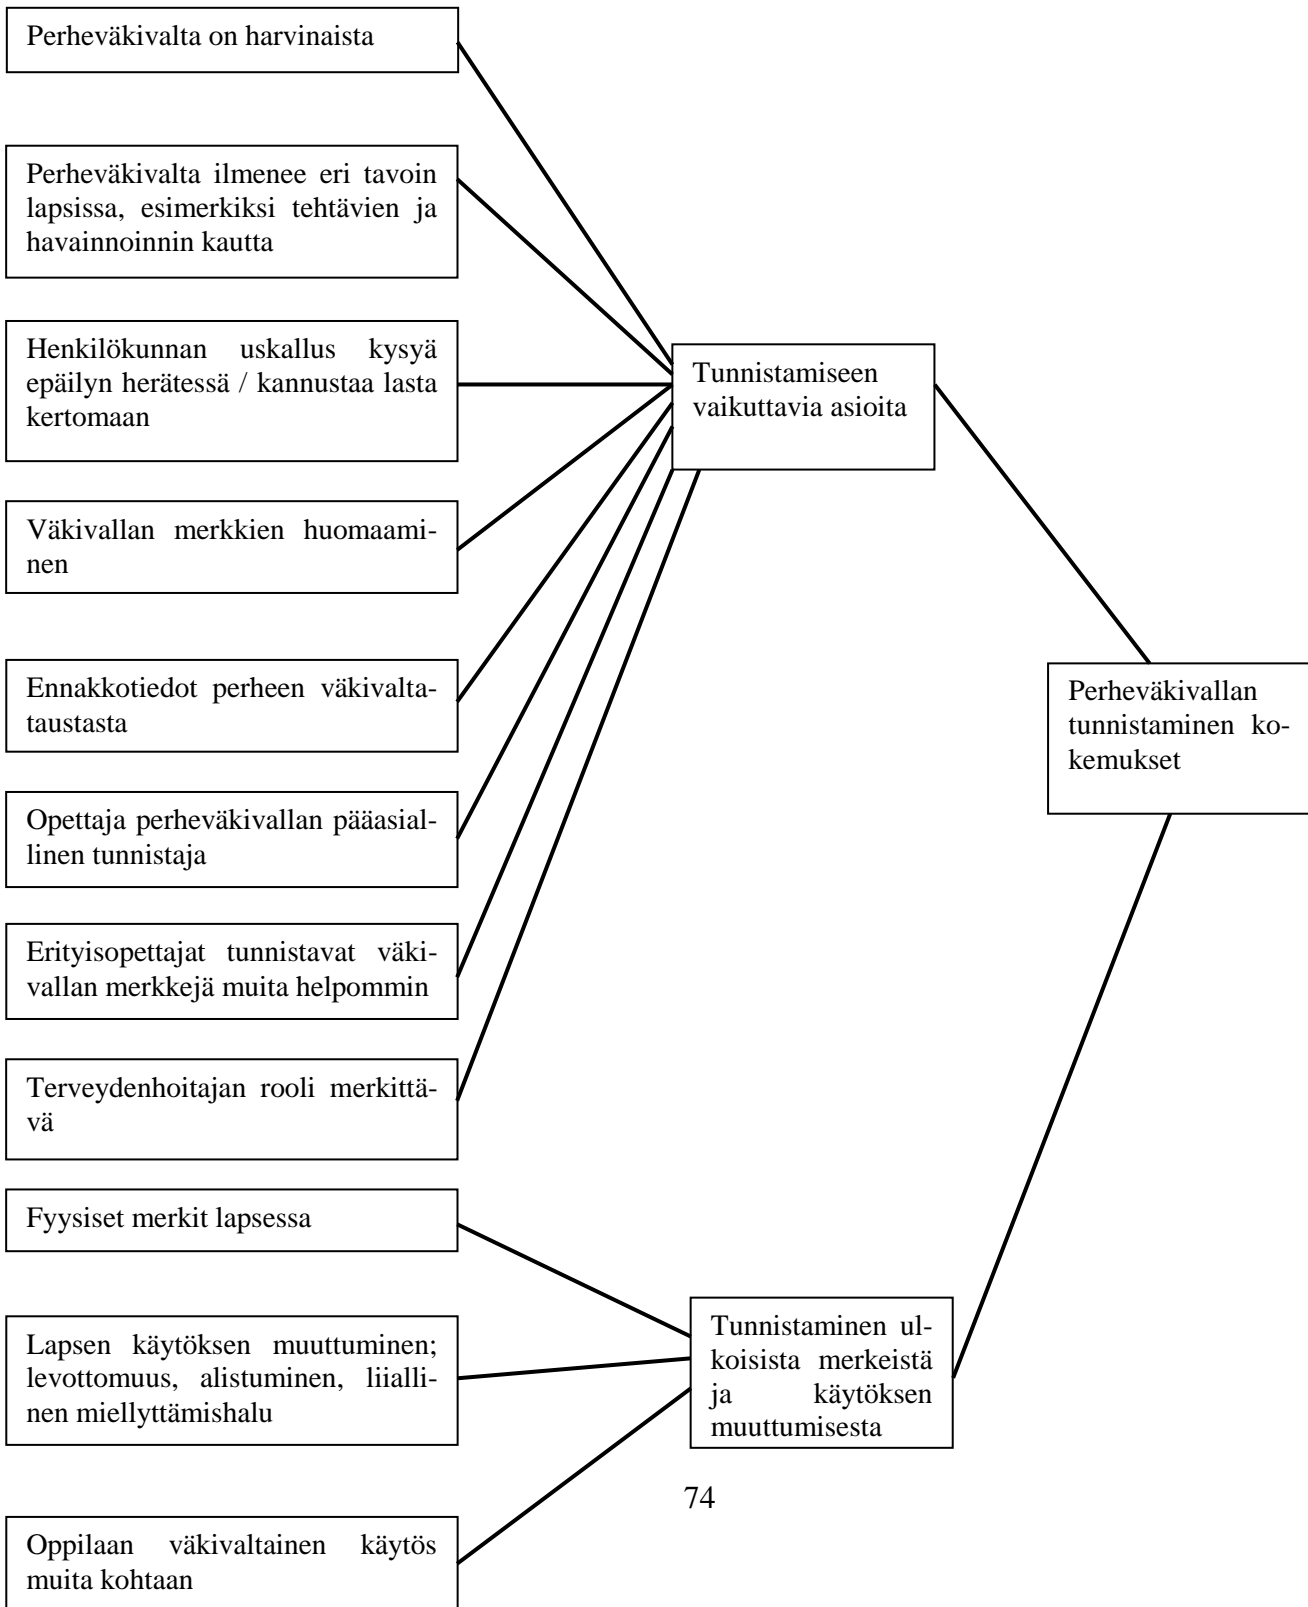 Perheväkivalta on harvinaista
Perheväkivalta ilmenee eri tavoin
lapsissa, esimerkiksi tehtävien ja
havainnoinnin kautta
Henkilökunnan uskallus kysyä
epäilyn herätessä / kannustaa lasta
kertomaan
Väkivallan merkkien huomaami-
nen
Ennakkotiedot perheen väkivalta-
taustasta
Opettaja perheväkivallan pääasial-
linen tunnistaja
Erityisopettajat tunnistavat väki-
vallan merkkejä muita helpommin
Terveydenhoitajan rooli merkittä-
vä
Fyysiset merkit lapsessa
Lapsen käytöksen muuttuminen;
levottomuus, alistuminen, liialli-
nen miellyttämishalu
Oppilaan väkivaltainen käytös
muita kohtaan
Tunnistamiseen
vaikuttavia asioita
Tunnistaminen ul-
koisista merkeistä
ja käytöksen
muuttumisesta
Perheväkivallan
tunnistaminen ko-
kemukset
74